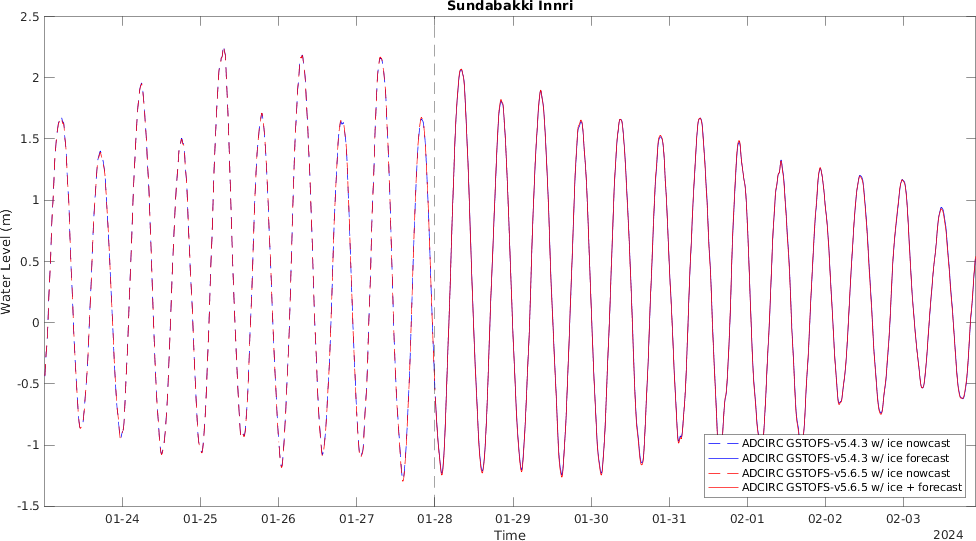 Sundabakki Innri
2.5
2
1.5
1
0.5
0
-0.5
-1
-1.5
Water Level (m)
ADCIRC GSTOFS-v5.4.3 w/ ice nowcast
ADCIRC GSTOFS-v5.4.3 w/ ice forecast
ADCIRC GSTOFS-v5.6.5 w/ ice nowcast
ADCIRC GSTOFS-v5.6.5 w/ ice + forecast
01-24 01-25 01-26 01-27 01-28 01-29 01-30 01-31 02-01 02-02 02-03
Time
2024